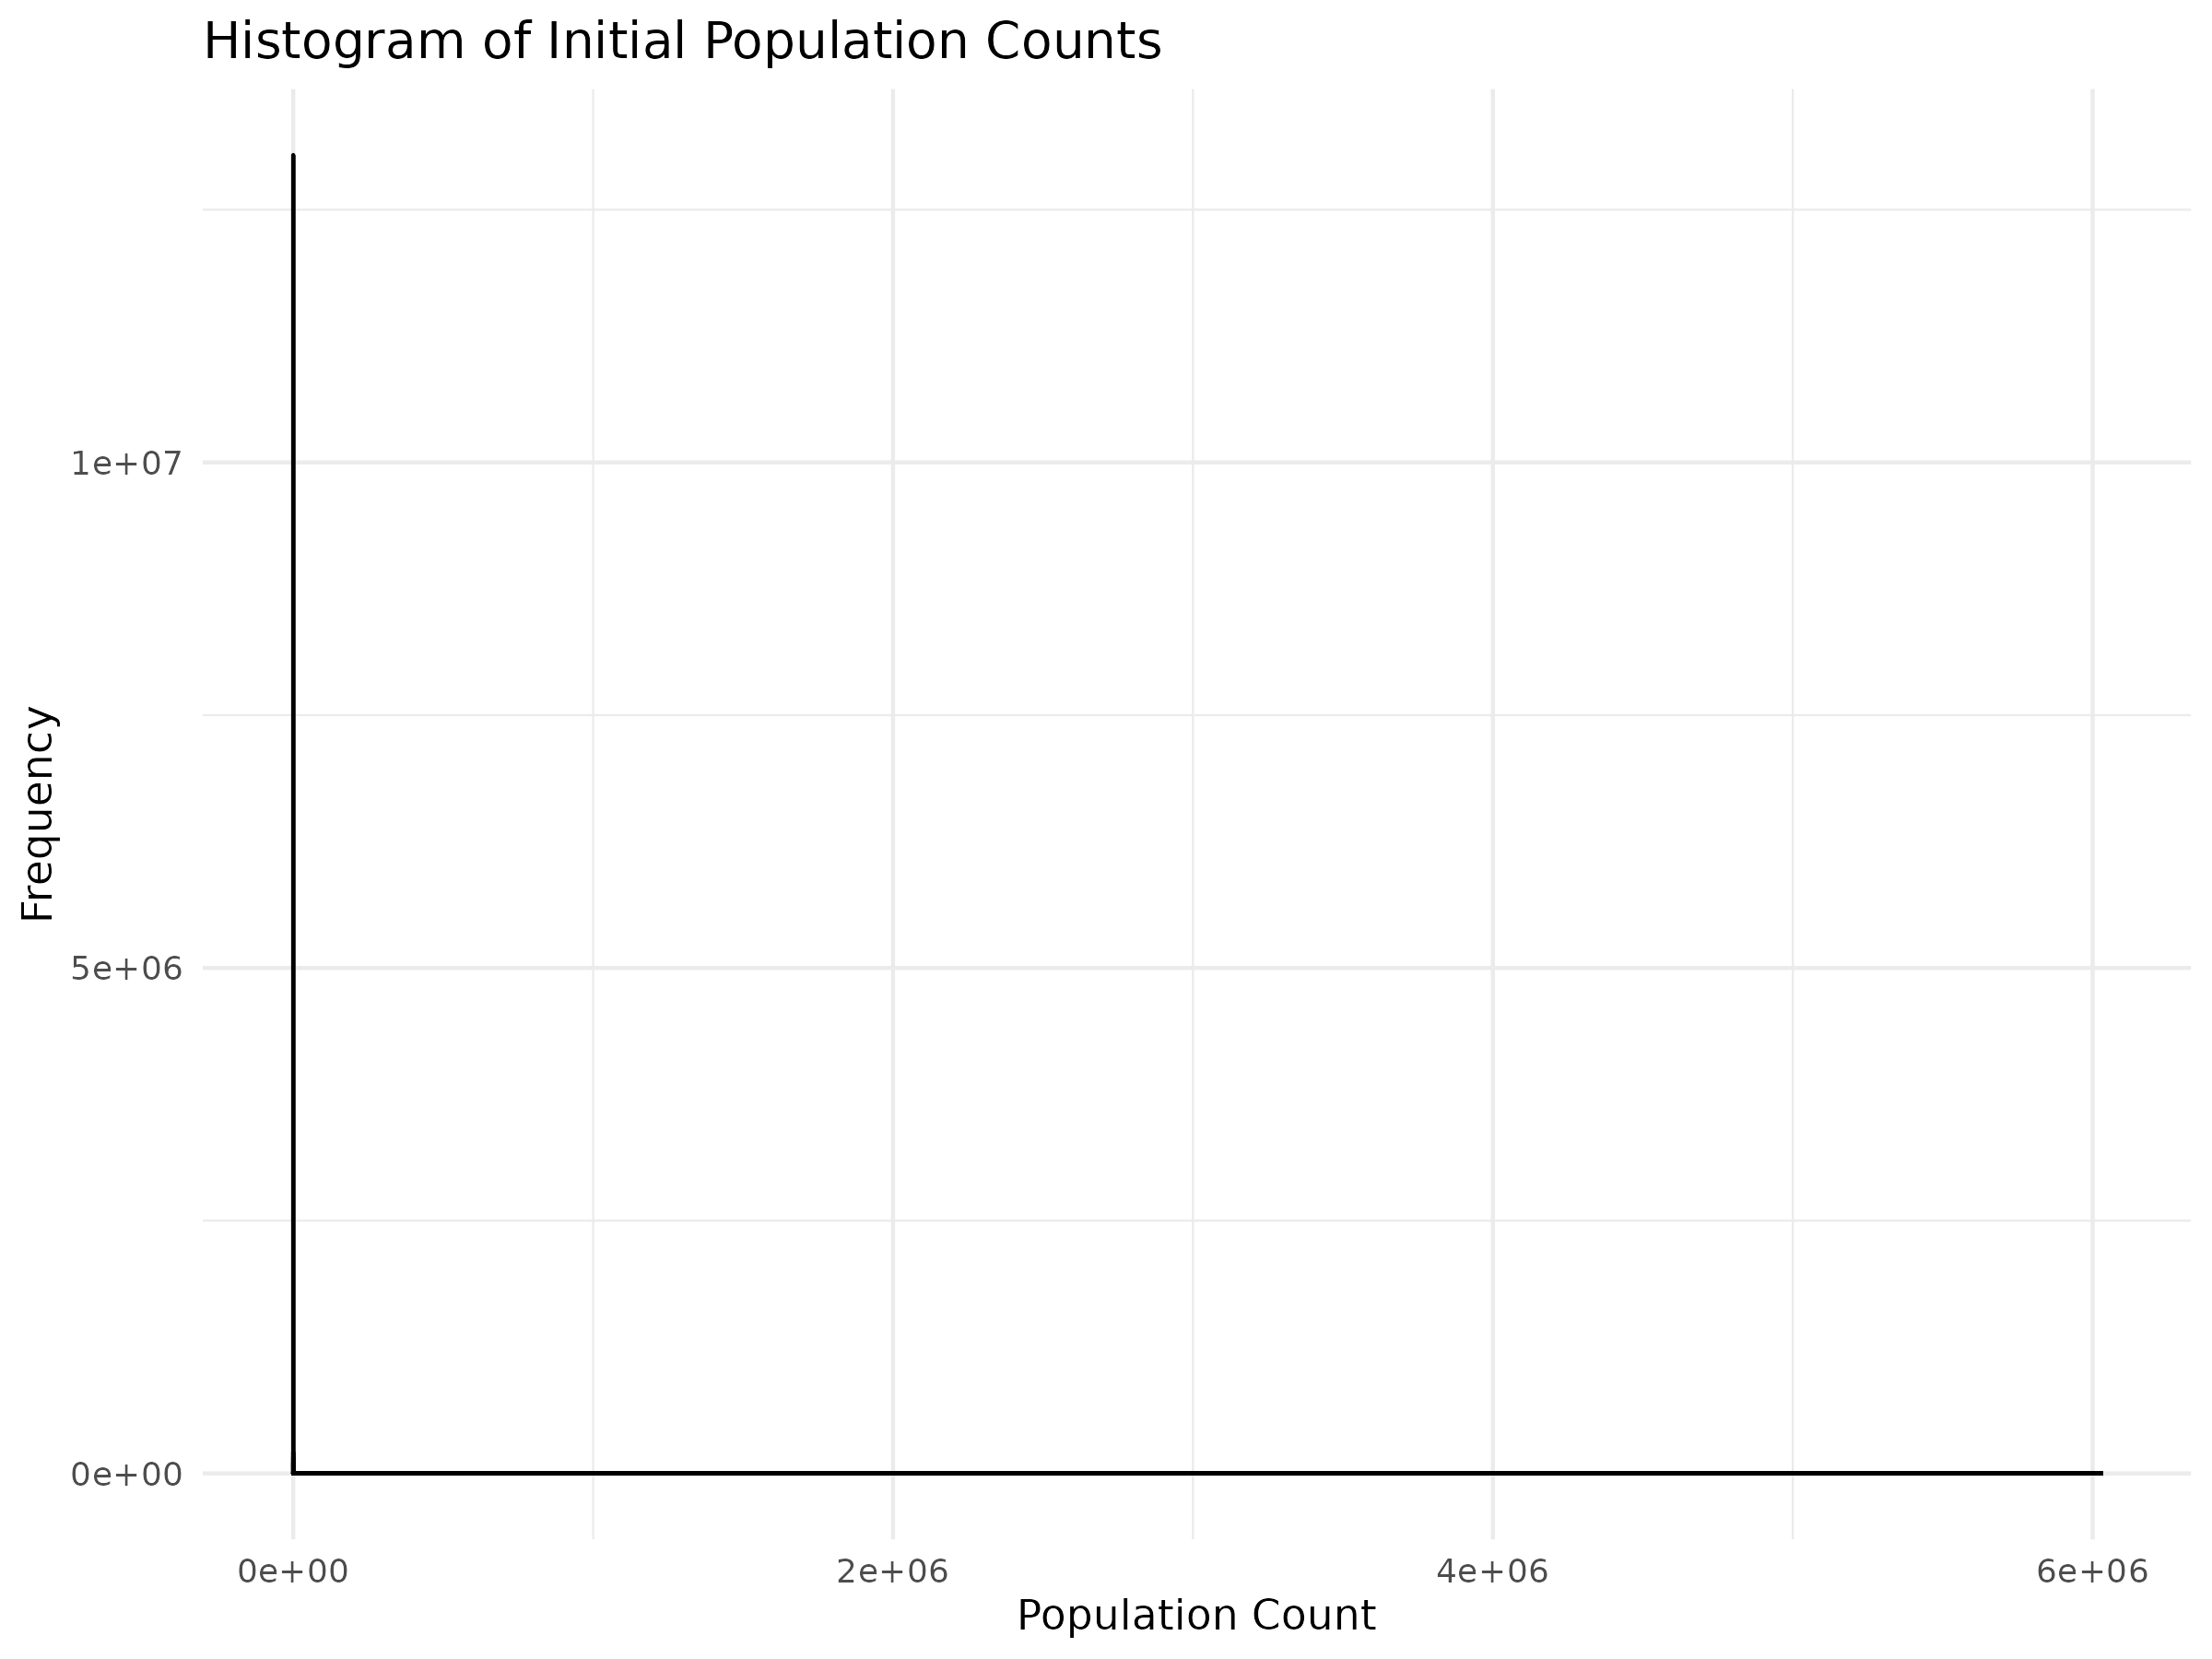 Histogram of Initial Population Counts
Frequency
1e+07
5e+06
0e+00
0e+00 2e+06 4e+06 6e+06
Population Count